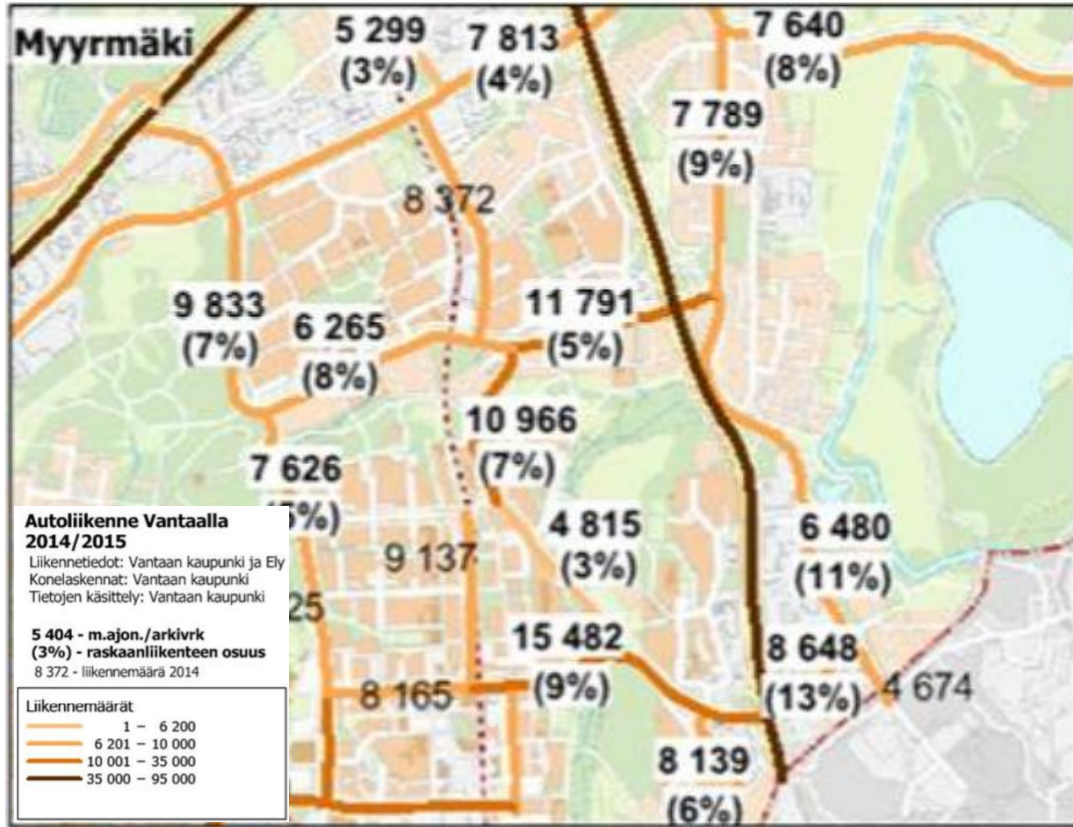 Myyrmäki
5 299
(3%)
7 813
(4%)
7 640
(8%)
7 789
(9%)
8 372
9 833
(7%)
6 265
(8%)
11 791
(5%)
10 966
(7%)
7 626
4 815
(3%)
9 137
6 480
(11%)
15 482
(9%)
8 648
(13%)
4 674
8 165
8 139
(6%)
Autoliikenne Vantaalla
2014/2015
Liikennetiedot: Vantaan kaupunki ja Ely
Konelaskennat: Vantaan kaupunki
Tietojen käsittely: Vantaan kaupunki
5 404 - m.ajon./arkivrk
(3%) - raskaanliikenteen osuus
8 372 - liikennemäärä 2014
Liikennemäärät
1 – 6 200
6 201 – 10 000
10 001 – 35 000
35 000 – 95 000